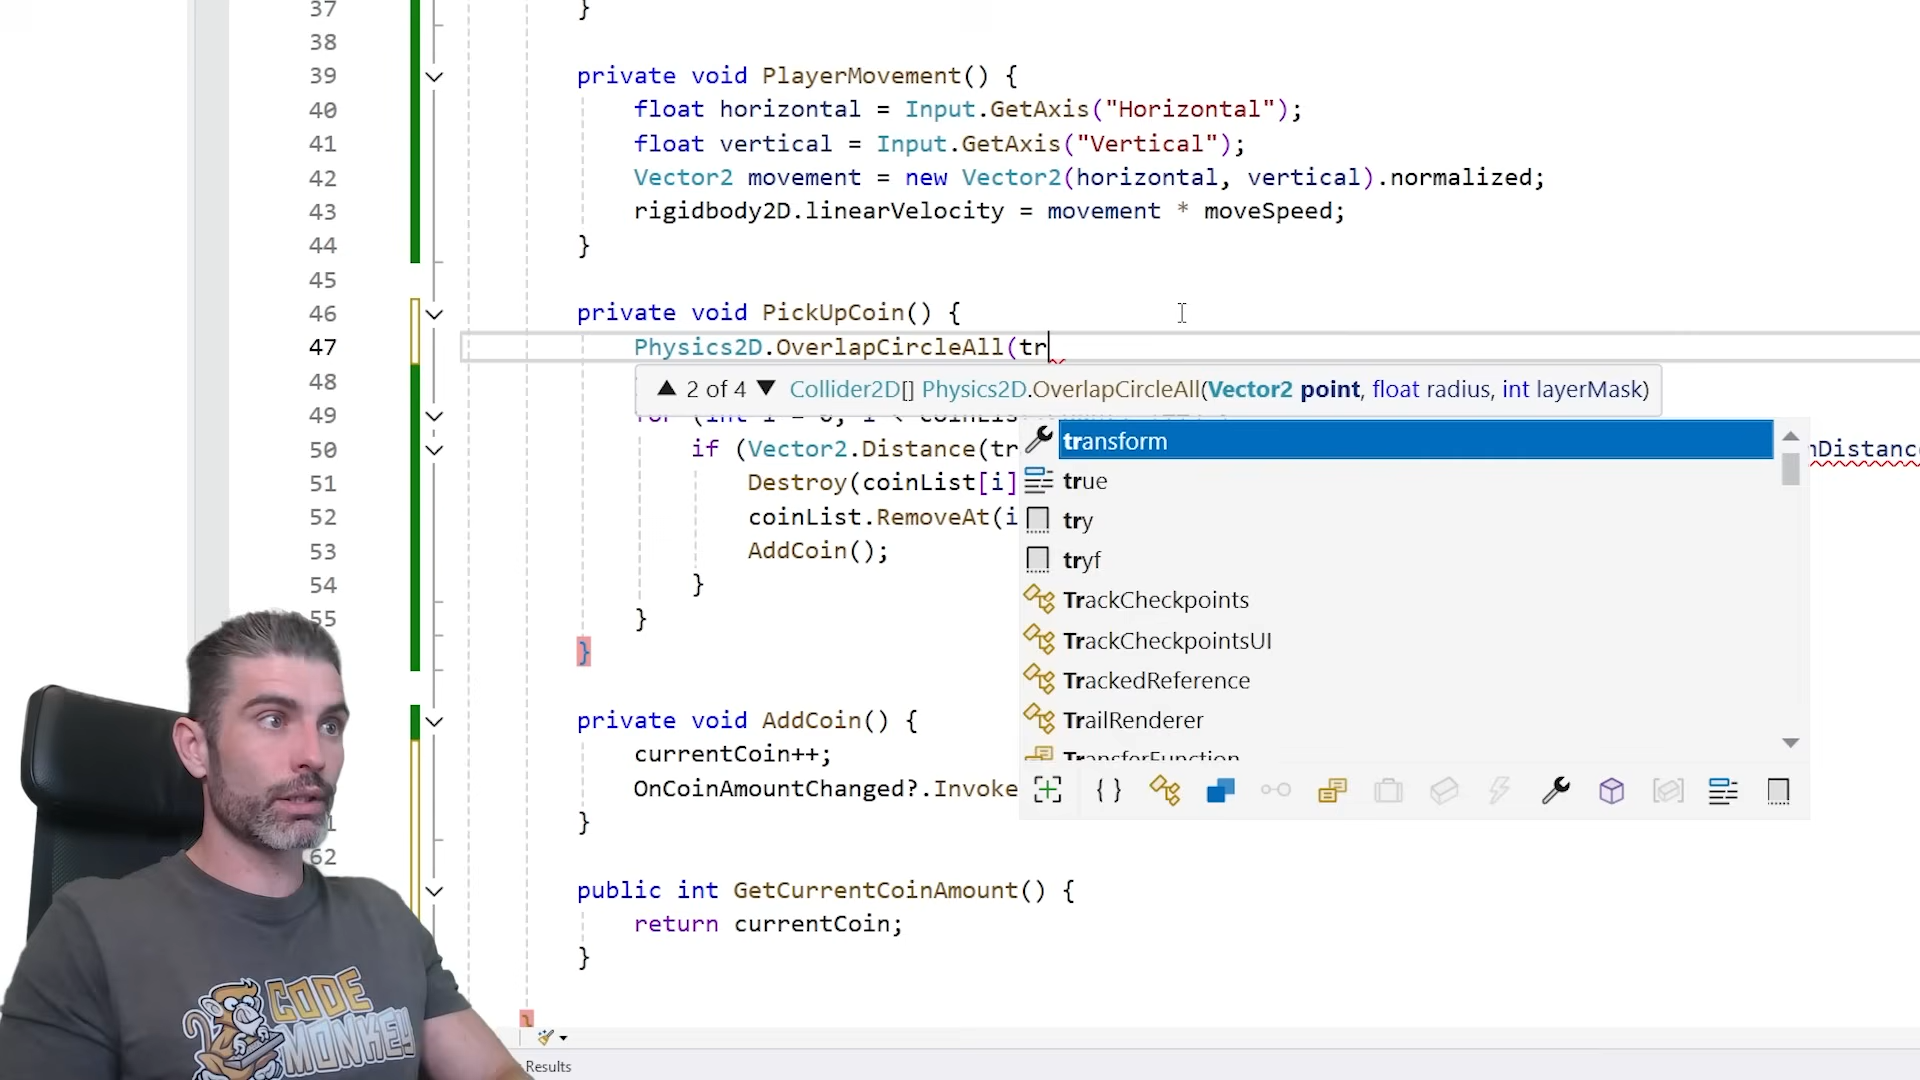 37 }
38
39 private void PlayerMovement() {
40 float horizontal = Input.GetAxis("Horizontal");
41 float vertical = Input.GetAxis("Vertical");
42 Vector2 movement = new Vector2(horizontal, vertical).normalized;
43 rigidbody2D.linearVelocity = movement * moveSpeed;
44 }
45
46 private void PickUpCoin() {
47 Physics2D.OverlapCircleAll(tr
48
▲ 2 of 4 ▼ Collider2D[] Physics2D.OverlapCircleAll(Vector2 point, float radius, int layerMask)
49
transform
50 if (Vector2.Distance(tr
true
51 Destroy(coinList[i]
try
52 coinList.RemoveAt(i
tryf
53 AddCoin();
54 }
TrackCheckpoints
55 }
TrackCheckpointsUI
}
TrackedReference
TrailRenderer
private void AddCoin() {
currentCoin++;
OnCoinAmountChanged?.Invoke
}
62
public int GetCurrentCoinAmount() {
return currentCoin;
}
}
Results
CODE
MONKEY